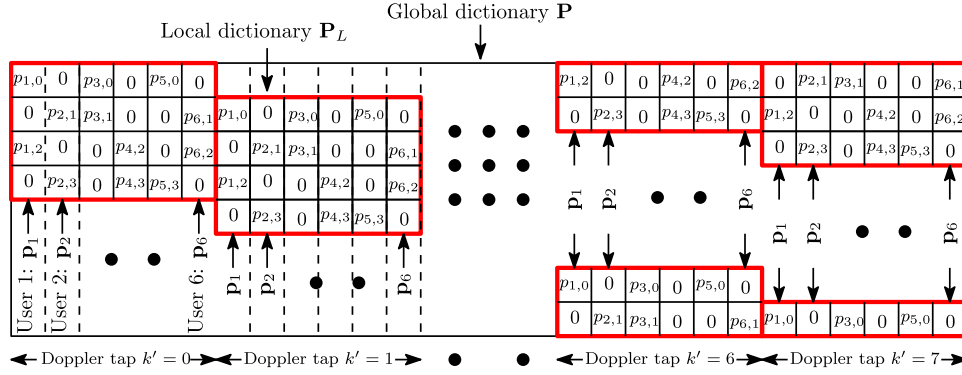 Global dictionary P
Local dictionary P_L
p_{1,0} 0 p_{3,0} 0 p_{5,0} 0
0 p_{2,1} p_{3,1} 0 0 p_{6,1}
p_{1,2} 0 0 p_{4,2} 0 p_{6,2}
0 p_{2,3} 0 p_{4,3} p_{5,3} 0
User 1: p_1
User 2: p_2
User 6: p_6
p_{1,0} 0 p_{3,0} 0 p_{5,0} 0
0 p_{2,1} p_{3,1} 0 0 p_{6,1}
p_{1,2} 0 0 p_{4,2} 0 p_{6,2}
0 p_{2,3} 0 p_{4,3} p_{5,3} 0
p_1
p_2
p_6
p_{1,2} 0 0 p_{4,2} 0 p_{6,2}
0 p_{2,3} 0 p_{4,3} p_{5,3} 0
p_1
p_2
p_6
p_{1,0} 0 p_{3,0} 0 p_{5,0} 0
0 p_{2,1} p_{3,1} 0 0 p_{6,1}
0 p_{2,1} p_{3,1} 0 0 p_{6,1}
p_{1,2} 0 0 p_{4,2} 0 p_{6,2}
0 p_{2,3} 0 p_{4,3} p_{5,3} 0
p_1
p_2
p_6
p_{1,0} 0 p_{3,0} 0 p_{5,0} 0
Doppler tap k′ = 0
Doppler tap k′ = 1
Doppler tap k′ = 6
Doppler tap k′ = 7